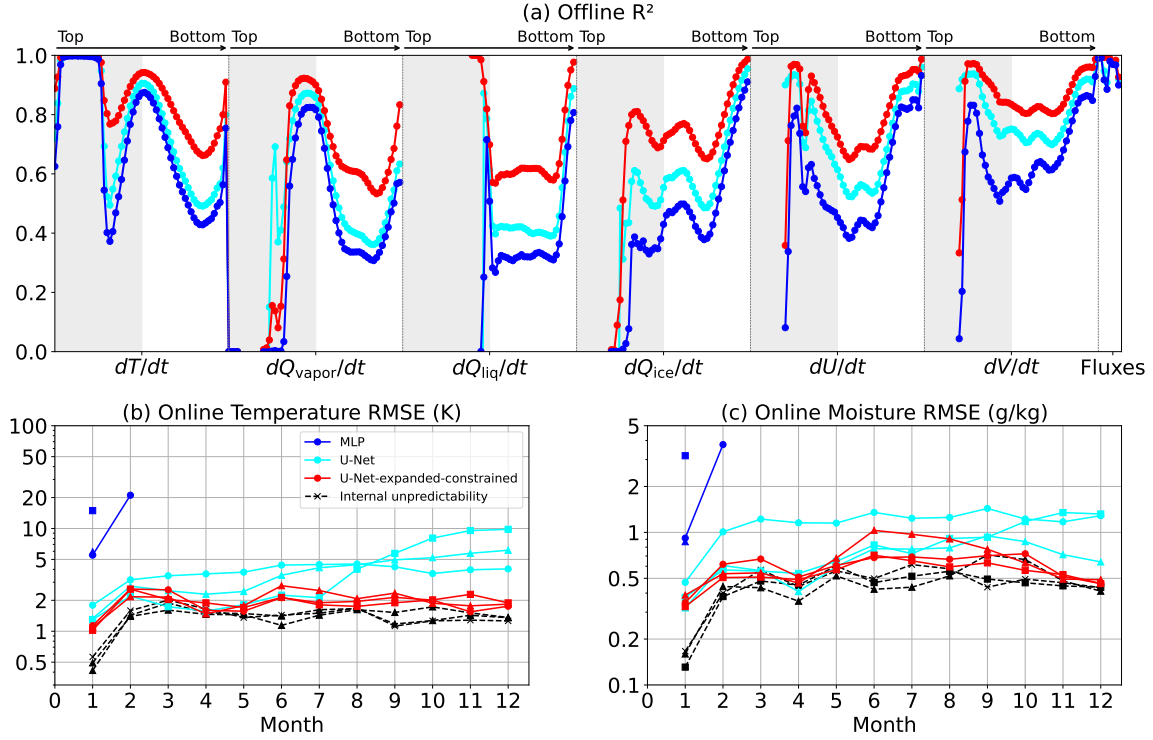 (a) Offline R²
Top Bottom Top Bottom Top Bottom Top Bottom Top Bottom Top Bottom
1.0
0.8
0.6
0.4
0.2
0.0
dT/dt dQvapor/dt dQliq/dt dQice/dt dU/dt dV/dt Fluxes
(b) Online Temperature RMSE (K)
100
50
20
10
5
2
1
0.5
MLP
U-Net
U-Net-expanded-constrained
Internal unpredictability
0 1 2 3 4 5 6 7 8 9 10 11 12
Month
(c) Online Moisture RMSE (g/kg)
5
2
1
0.5
0.2
0.1
0 1 2 3 4 5 6 7 8 9 10 11 12
Month